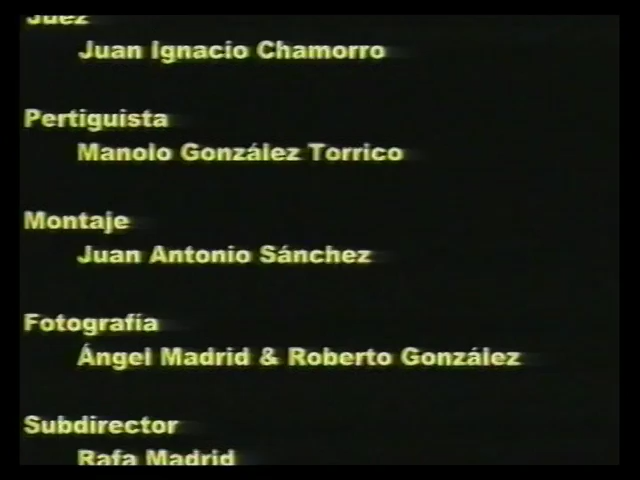 Juez
Juan Ignacio Chamorro
Pertiguista
Manolo González Torrico
Montaje
Juan Antonio Sánchez
Fotografía
Ángel Madrid & Roberto González
Subdirector
Rafa Madrid